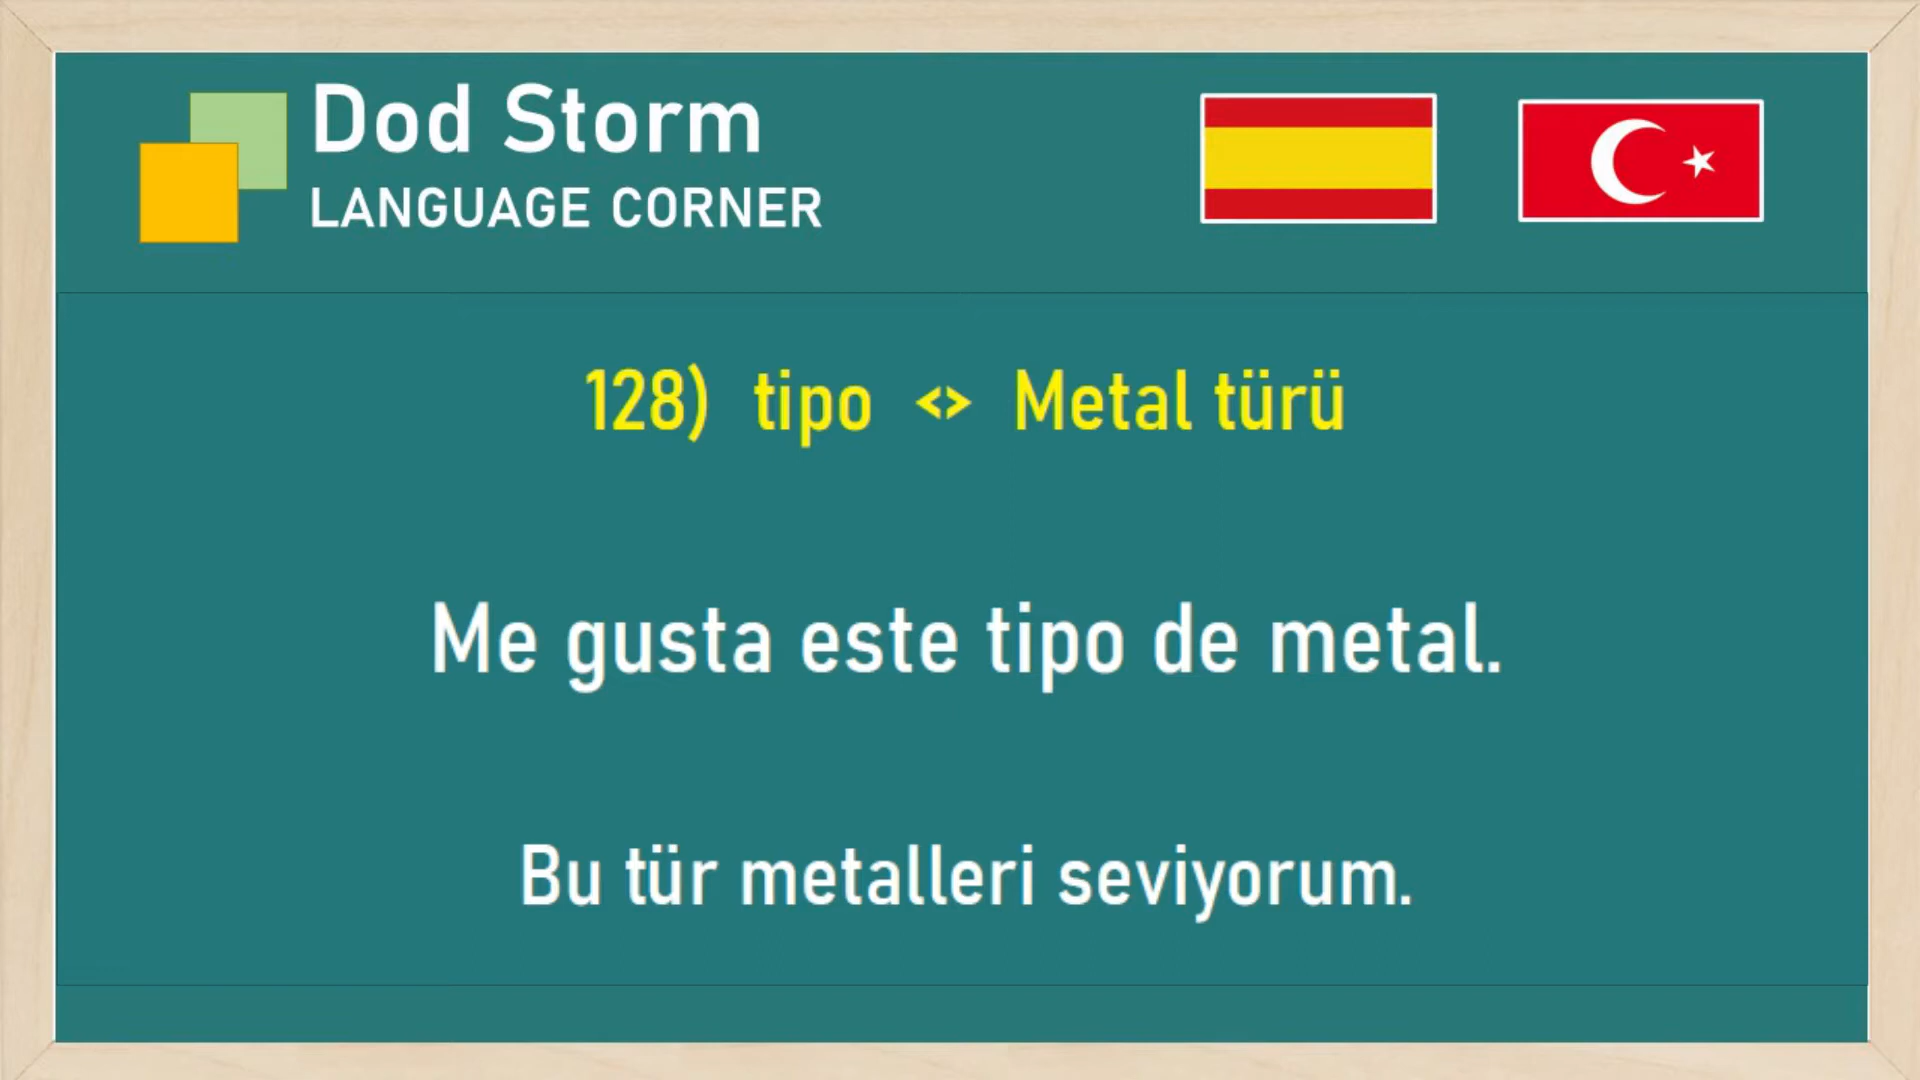 Dod Storm
LANGUAGE CORNER
128) tipo <> Metal türü
Me gusta este tipo de metal.
Bu tür metalleri seviyorum.